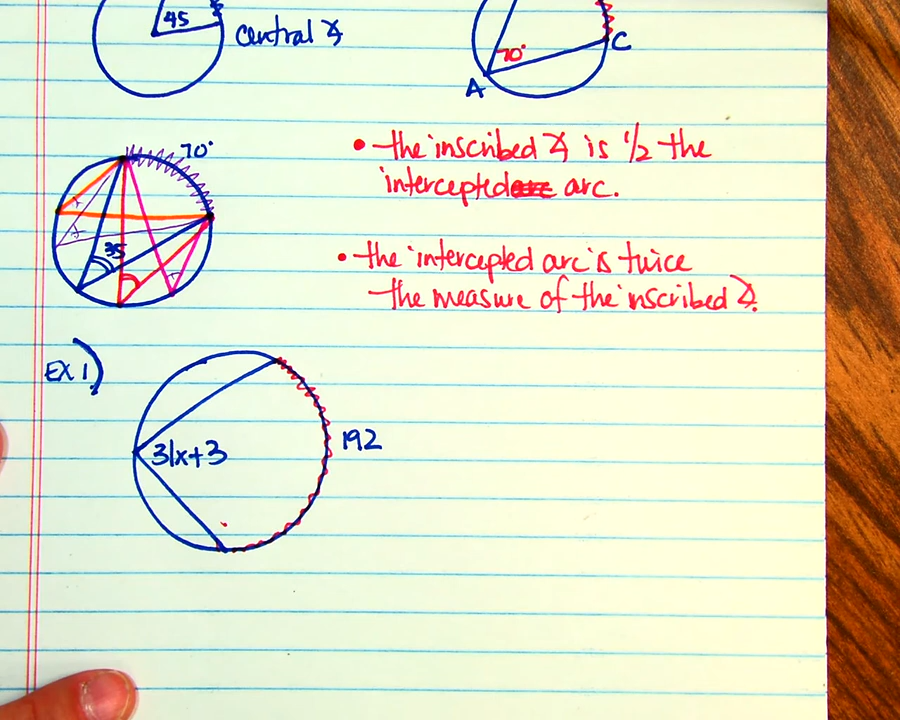 45
central ∡
70°
C
A
70°
• the inscribed ∡ is 1/2 the
intercepted arc.
35
• the intercepted arc is twice
the measure of the inscribed ∡.
EX 1)
31x+3
192